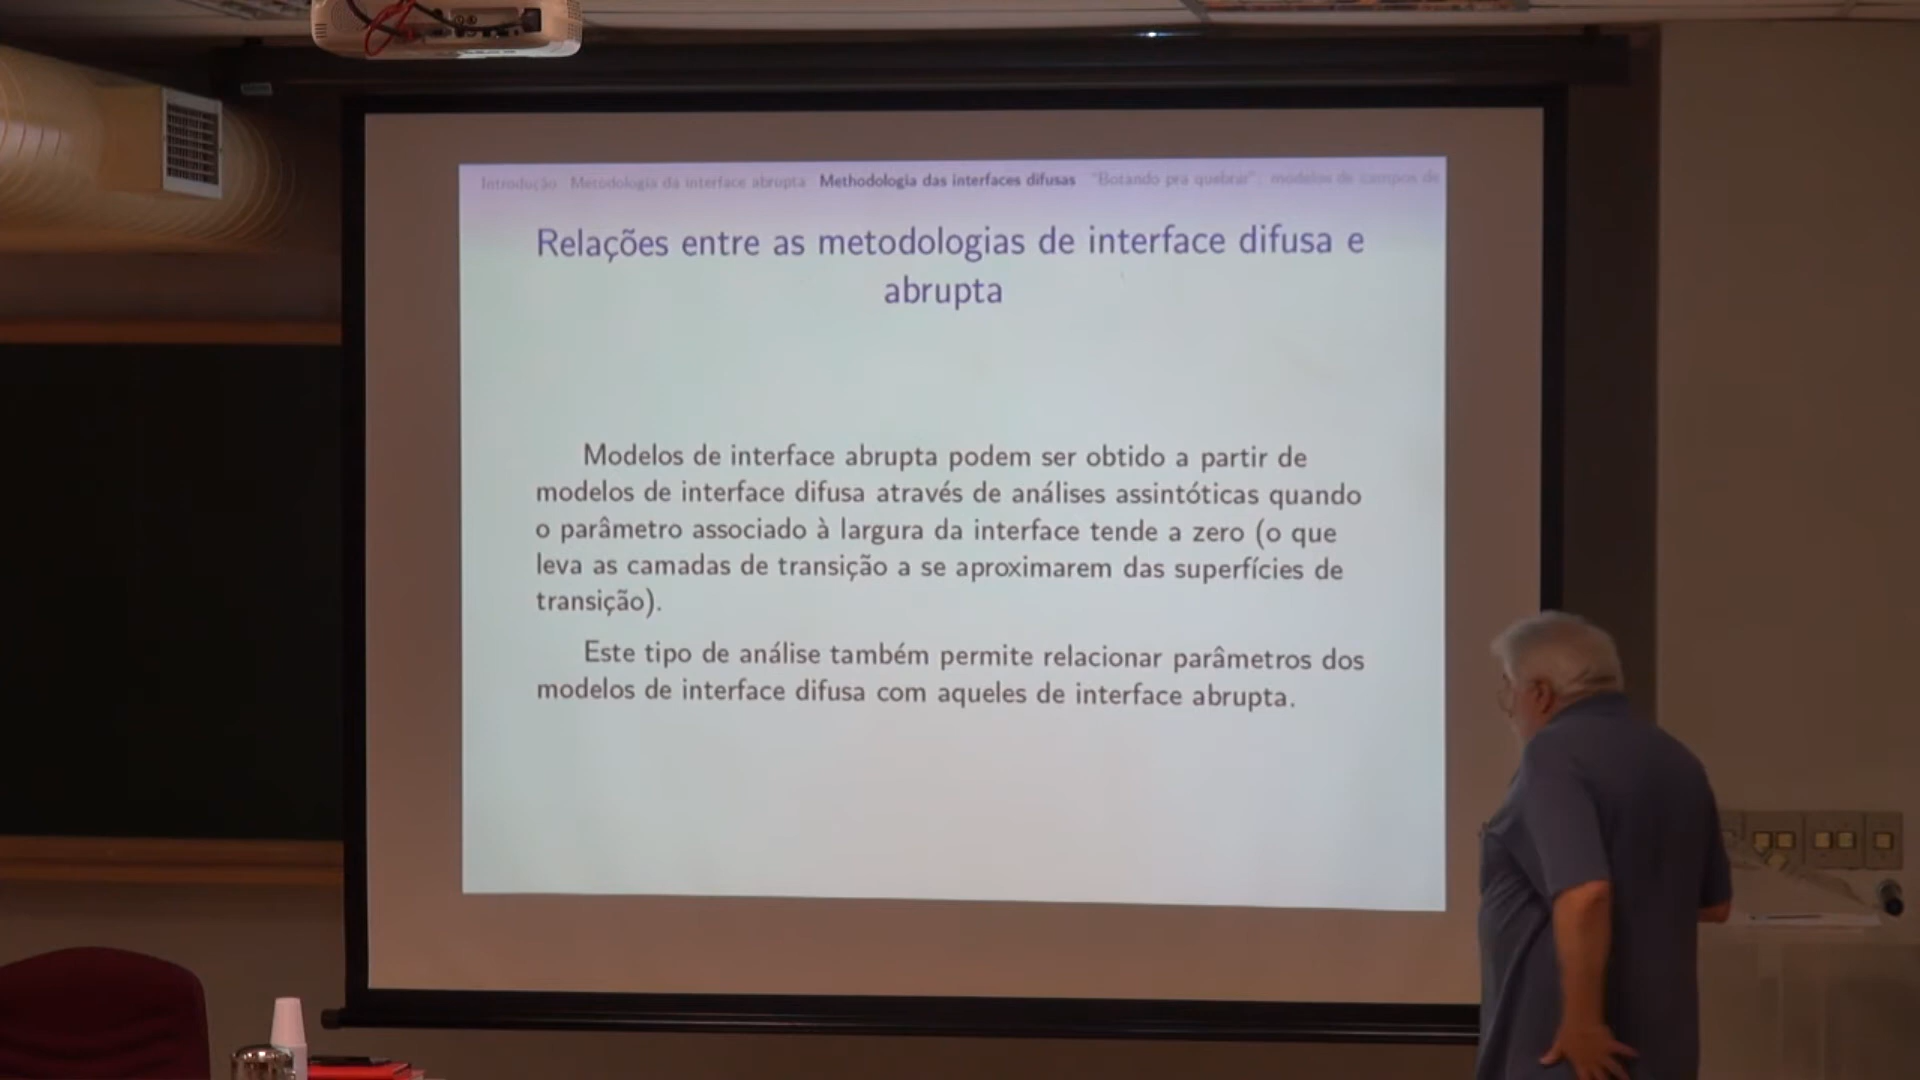 Introdução Metodologia da interface abrupta Methodologia das interfaces difusas "Botando pra quebrar": modelos de campos de
Relações entre as metodologias de interface difusa e
abrupta
Modelos de interface abrupta podem ser obtido a partir de
modelos de interface difusa através de análises assintóticas quando
o parâmetro associado à largura da interface tende a zero (o que
leva as camadas de transição a se aproximarem das superfícies de
transição).
Este tipo de análise também permite relacionar parâmetros dos
modelos de interface difusa com aqueles de interface abrupta.